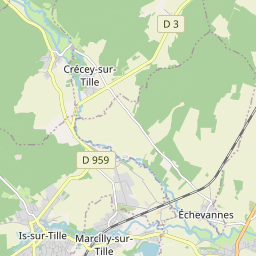 D 3
Crécey-sur-
Tille
D 959
Échevannes
Is-sur-Tille
Marcilly-sur-
Tille